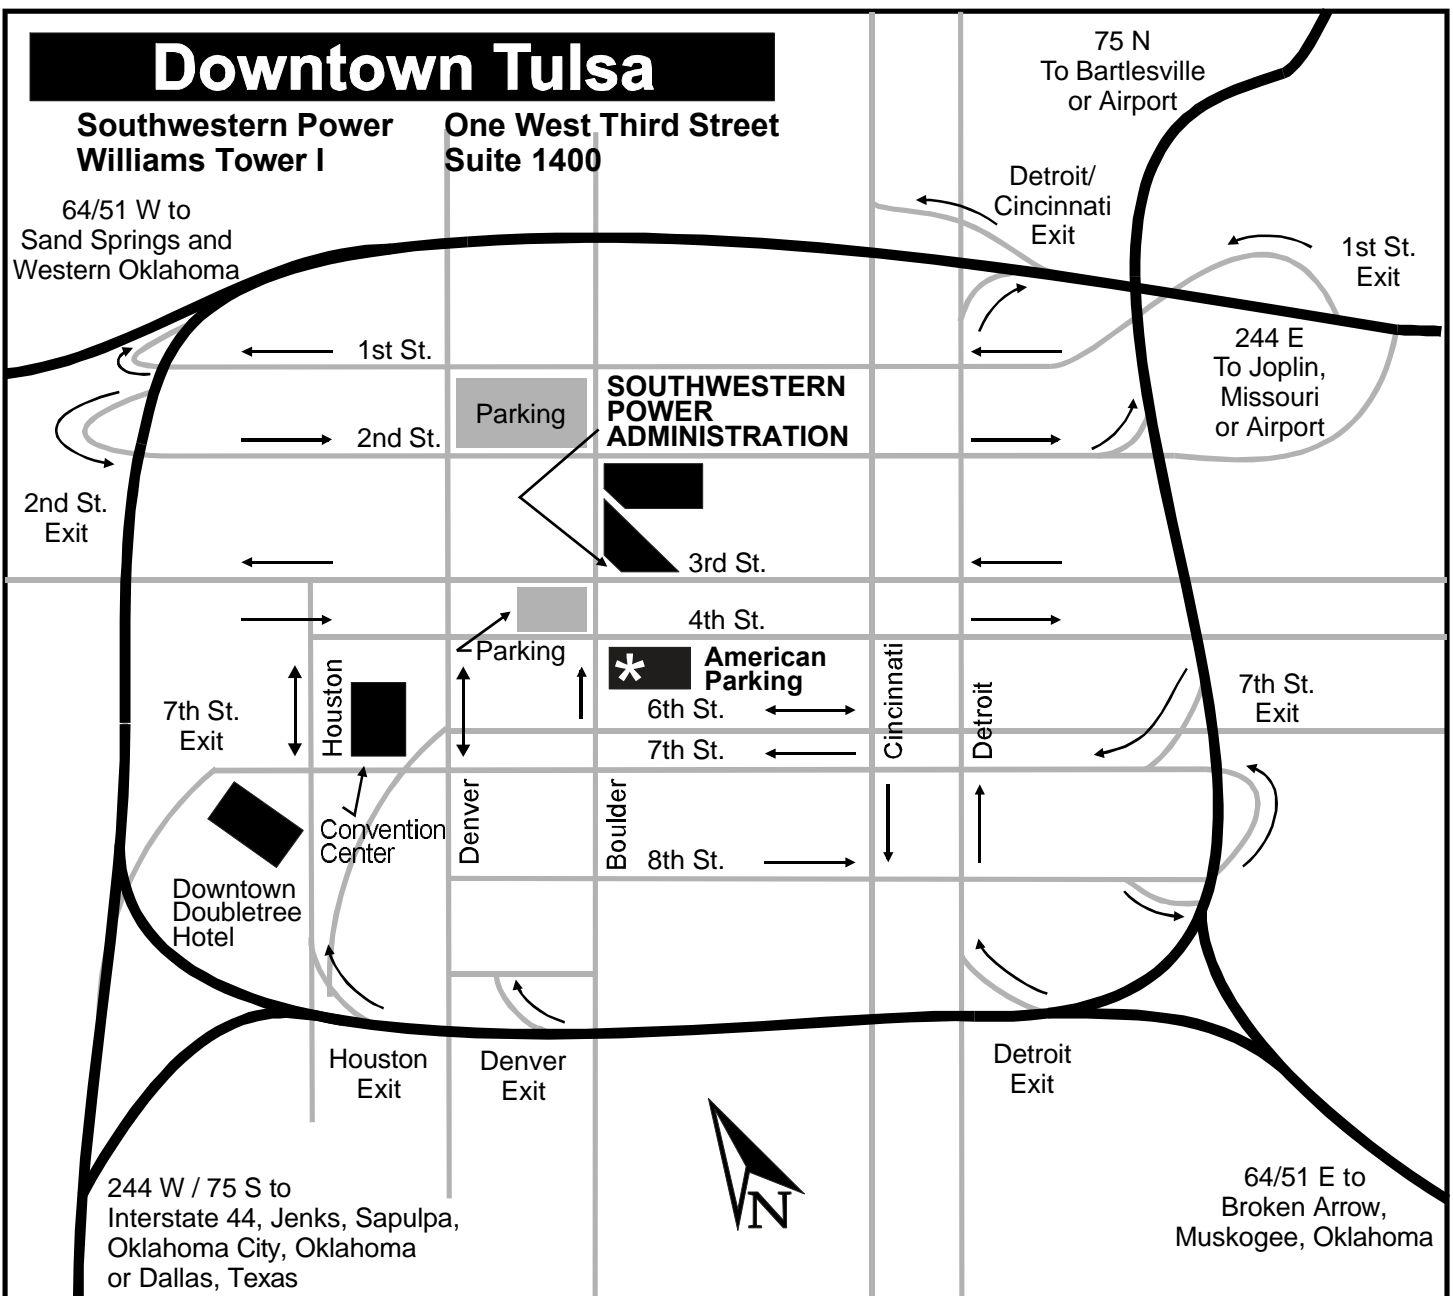 Downtown Tulsa
Southwestern Power
Williams Tower I
One West Third Street
Suite 1400
75 N
To Bartlesville
or Airport
Detroit/
Cincinnati
Exit
64/51 W to
Sand Springs and
Western Oklahoma
1st St.
Exit
1st St.
244 E
To Joplin,
Missouri
or Airport
Parking
SOUTHWESTERN
POWER
ADMINISTRATION
2nd St.
2nd St.
Exit
3rd St.
4th St.
Parking
*
American
Parking
Houston
Cincinnati
Detroit
7th St.
Exit
6th St.
7th St.
7th St.
Exit
Convention
Center
Denver
Boulder
8th St.
Downtown
Doubletree
Hotel
Houston
Exit
Denver
Exit
Detroit
Exit
N
244 W / 75 S to
Interstate 44, Jenks, Sapulpa,
Oklahoma City, Oklahoma
or Dallas, Texas
64/51 E to
Broken Arrow,
Muskogee, Oklahoma